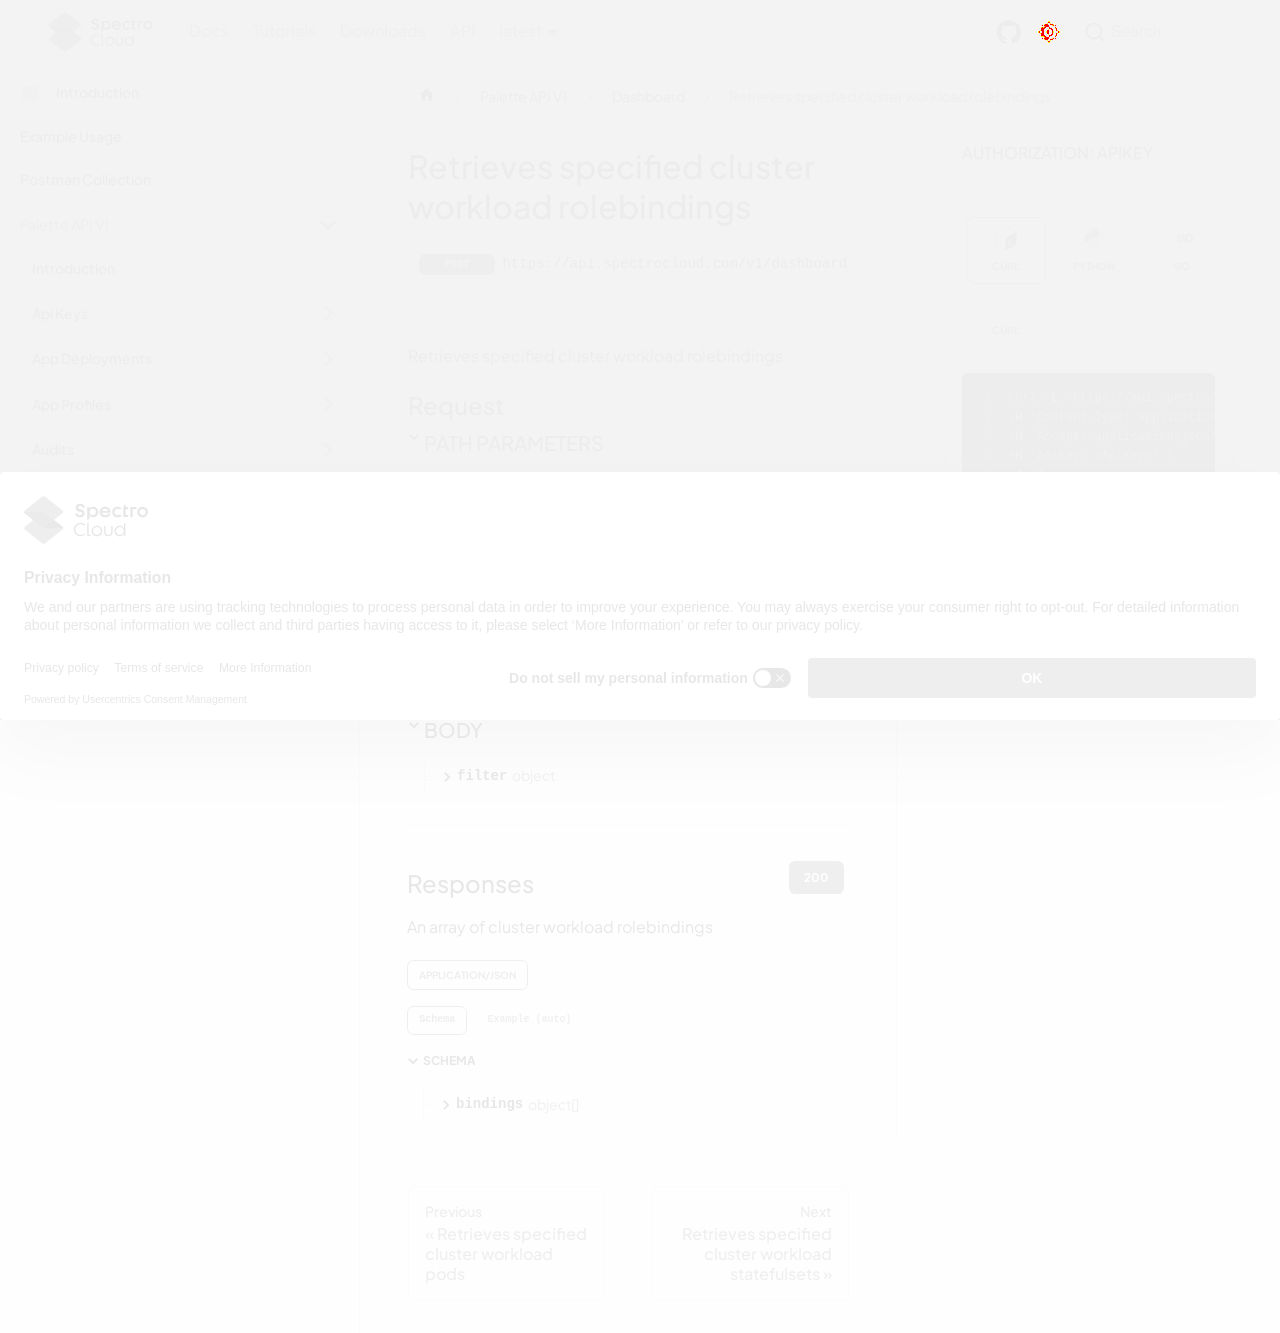 Spectro Cloud
Docs Tutorials Downloads API latest Search
Introduction
Example Usage
Postman Collection
Palette API V1
Introduction
Api Keys
App Deployments
App Profiles
Audits
Palette API V1 Dashboard Retrieves specified cluster workload rolebindings
Retrieves specified cluster
workload rolebindings
https://api.spectrocloud.com/v1/dashboard
Retrieves specified cluster workload rolebindings
Request
PATH PARAMETERS
AUTHORIZATION: APIKEY
CURL PYTHON GO
CURL
Spectro Cloud
Privacy Information
We and our partners are using tracking technologies to process personal data in order to improve your experience. You may always exercise your consumer right to opt-out. For detailed information
about personal information we collect and third parties having access to it, please select ‘More Information’ or refer to our privacy policy.
Privacy policy Terms of service More Information
Powered by Usercentrics Consent Management
Do not sell my personal information
OK
BODY
filter object
Responses
200
An array of cluster workload rolebindings
APPLICATION/JSON
Schema Example (auto)
SCHEMA
bindings object[]
Previous
« Retrieves specified
cluster workload
pods
Next
Retrieves specified
cluster workload
statefulsets »